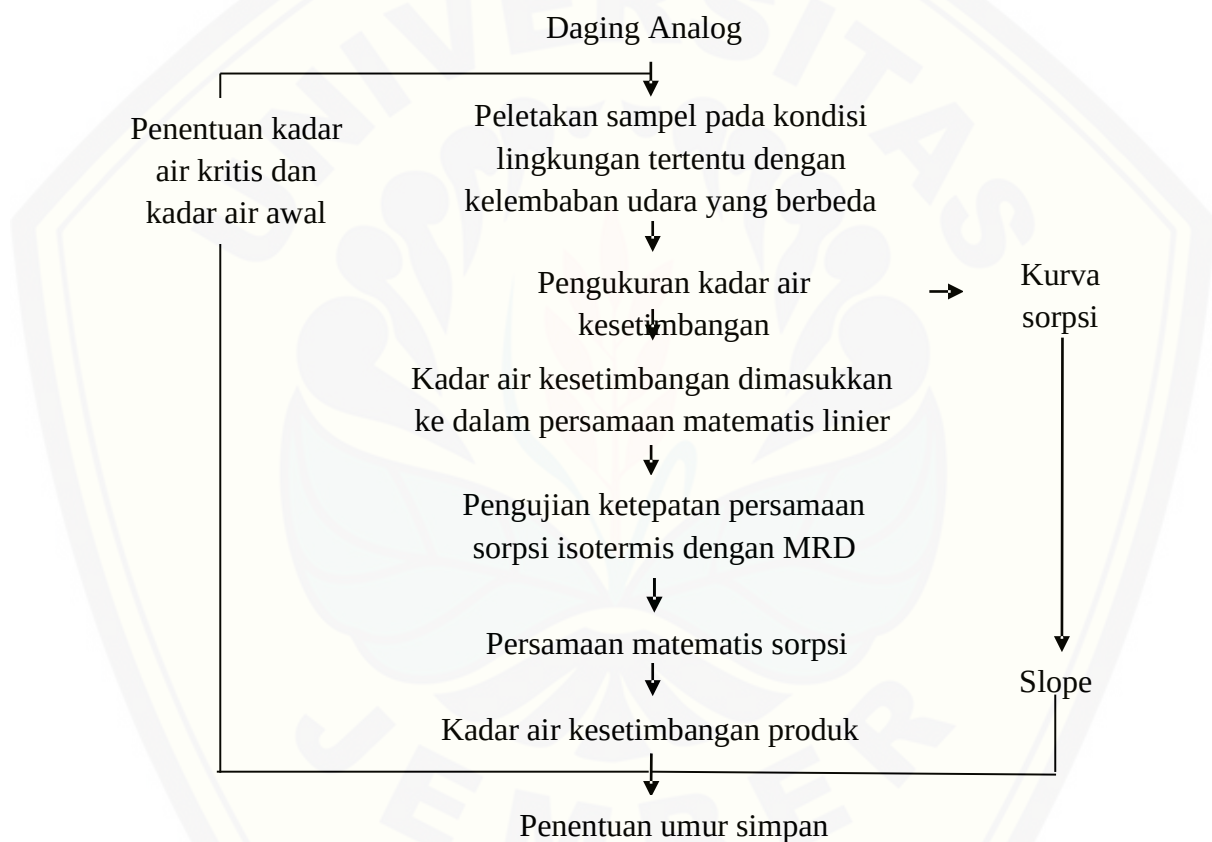 Daging Analog
Penentuan kadar
air kritis dan
kadar air awal
Peletakan sampel pada kondisi
lingkungan tertentu dengan
kelembaban udara yang berbeda
Pengukuran kadar air
kesetimbangan
Kurva
sorpsi
Kadar air kesetimbangan dimasukkan
ke dalam persamaan matematis linier
Pengujian ketepatan persamaan
sorpsi isotermis dengan MRD
Persamaan matematis sorpsi
Slope
Kadar air kesetimbangan produk
Penentuan umur simpan
UNIVERSITAS
JEMBER